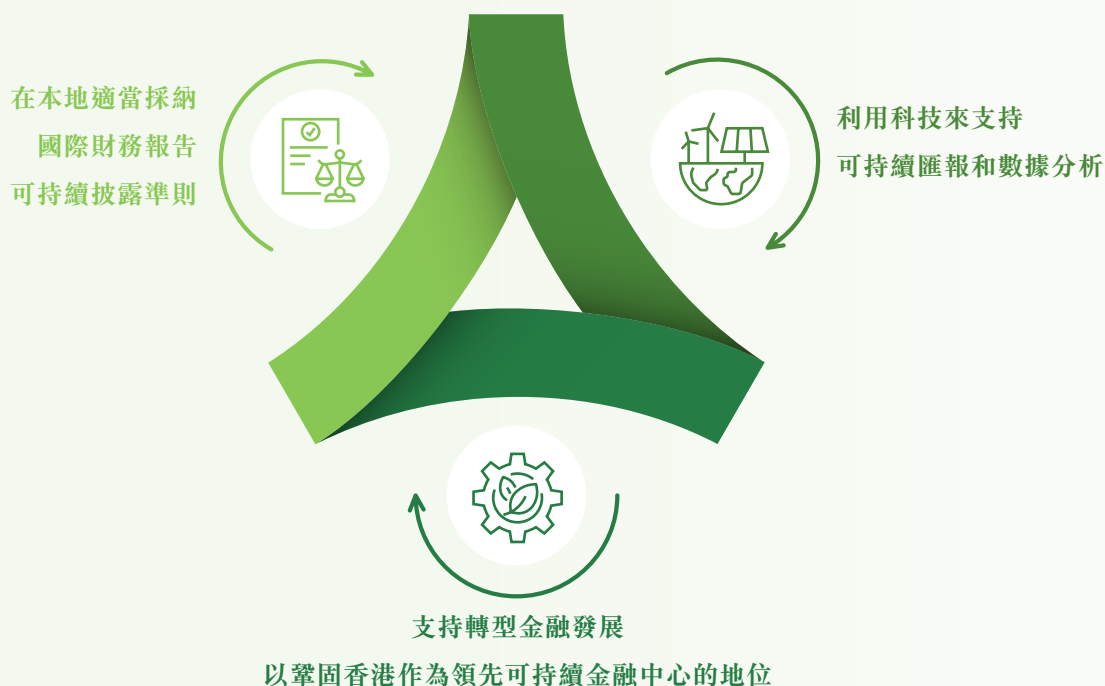 在本地適當採納
國際財務報告
可持續披露準則
利用科技來支持
可持續匯報和數據分析
支持轉型金融發展
以鞏固香港作為領先可持續金融中心的地位